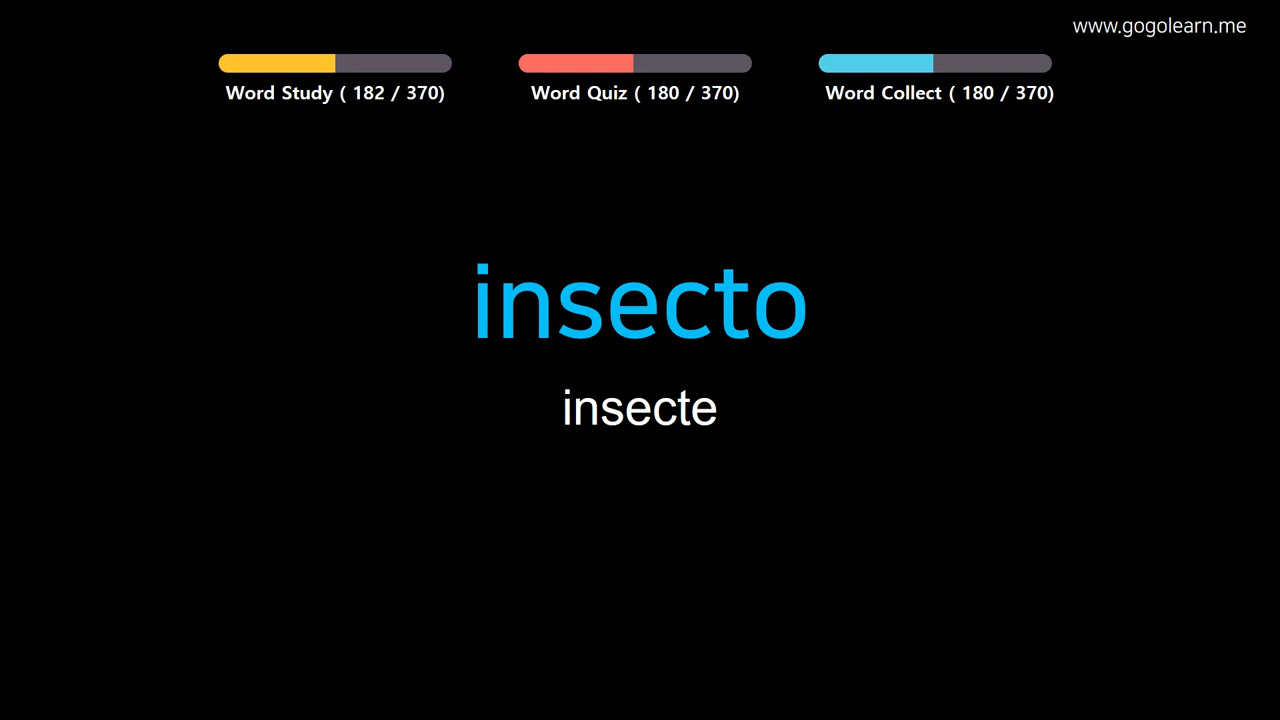 www.gogolearn.me
Word Study ( 182 / 370)
Word Quiz ( 180 / 370)
Word Collect ( 180 / 370)
insecto
insecte